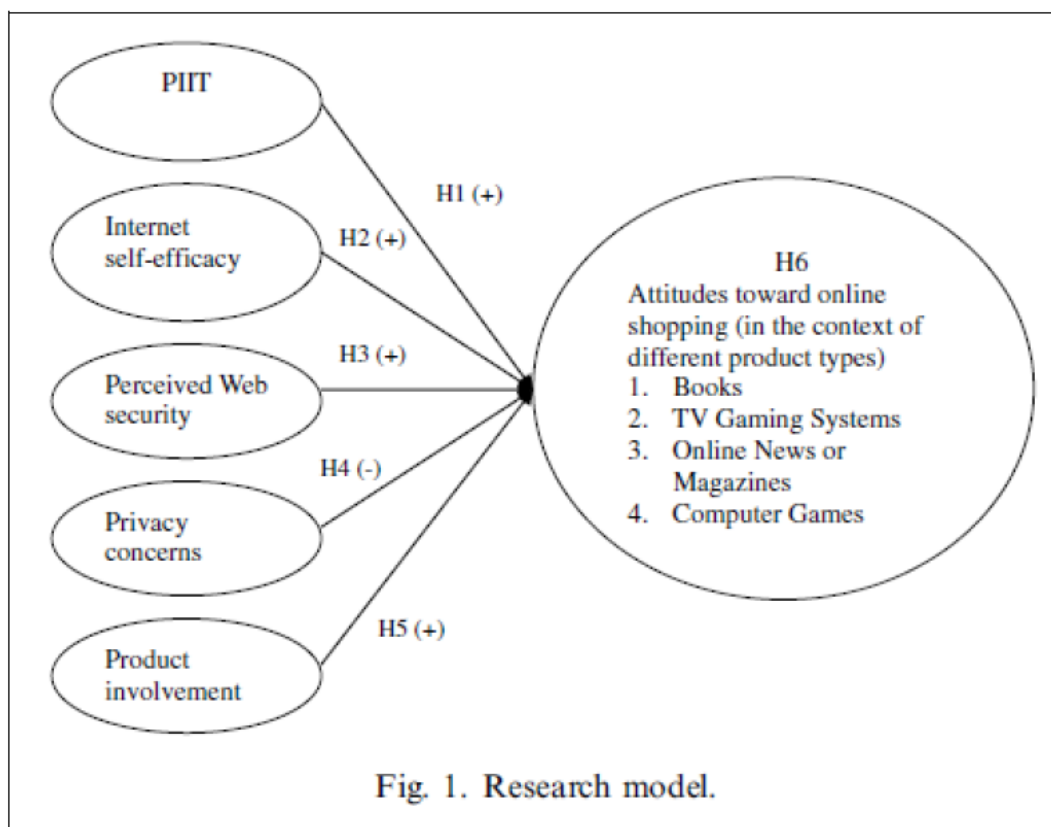 PIIT
H1 (+)
Internet
self-efficacy
H2 (+)
H3 (+)
Perceived Web
security
H4 (-)
Privacy
concerns
H5 (+)
Product
involvement
H6
Attitudes toward online
shopping (in the context of
different product types)
1. Books
2. TV Gaming Systems
3. Online News or
Magazines
4. Computer Games
Fig. 1. Research model.